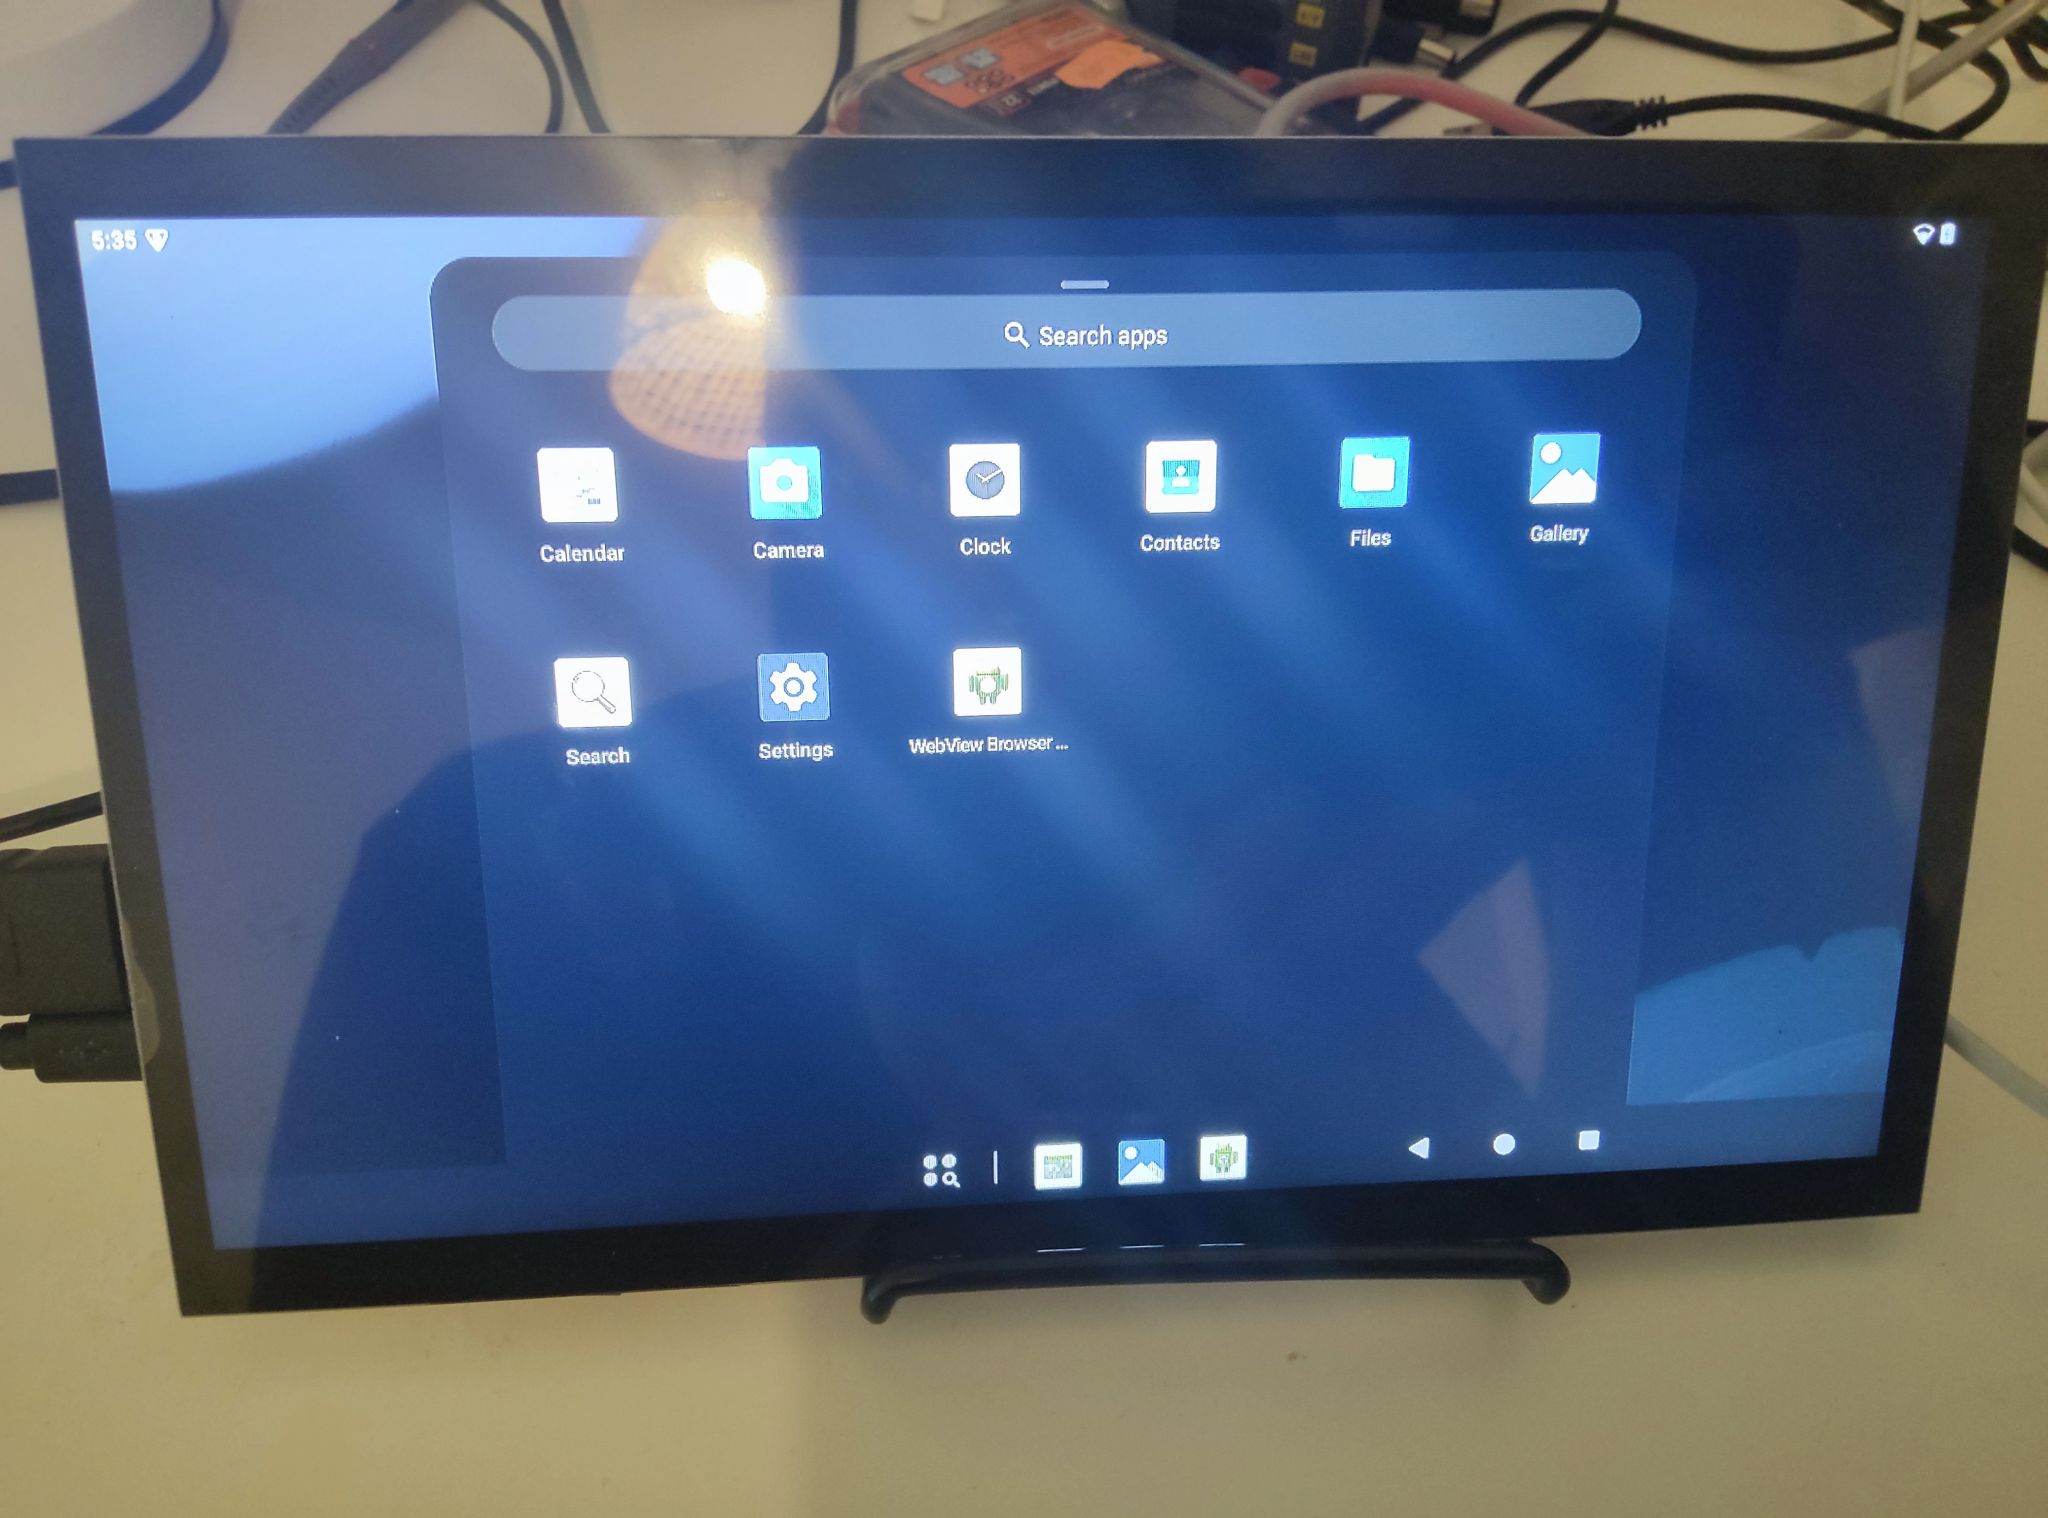 5:35
Search apps
Calendar Camera Clock Contacts Files Gallery
Search Settings WebView Browser ...